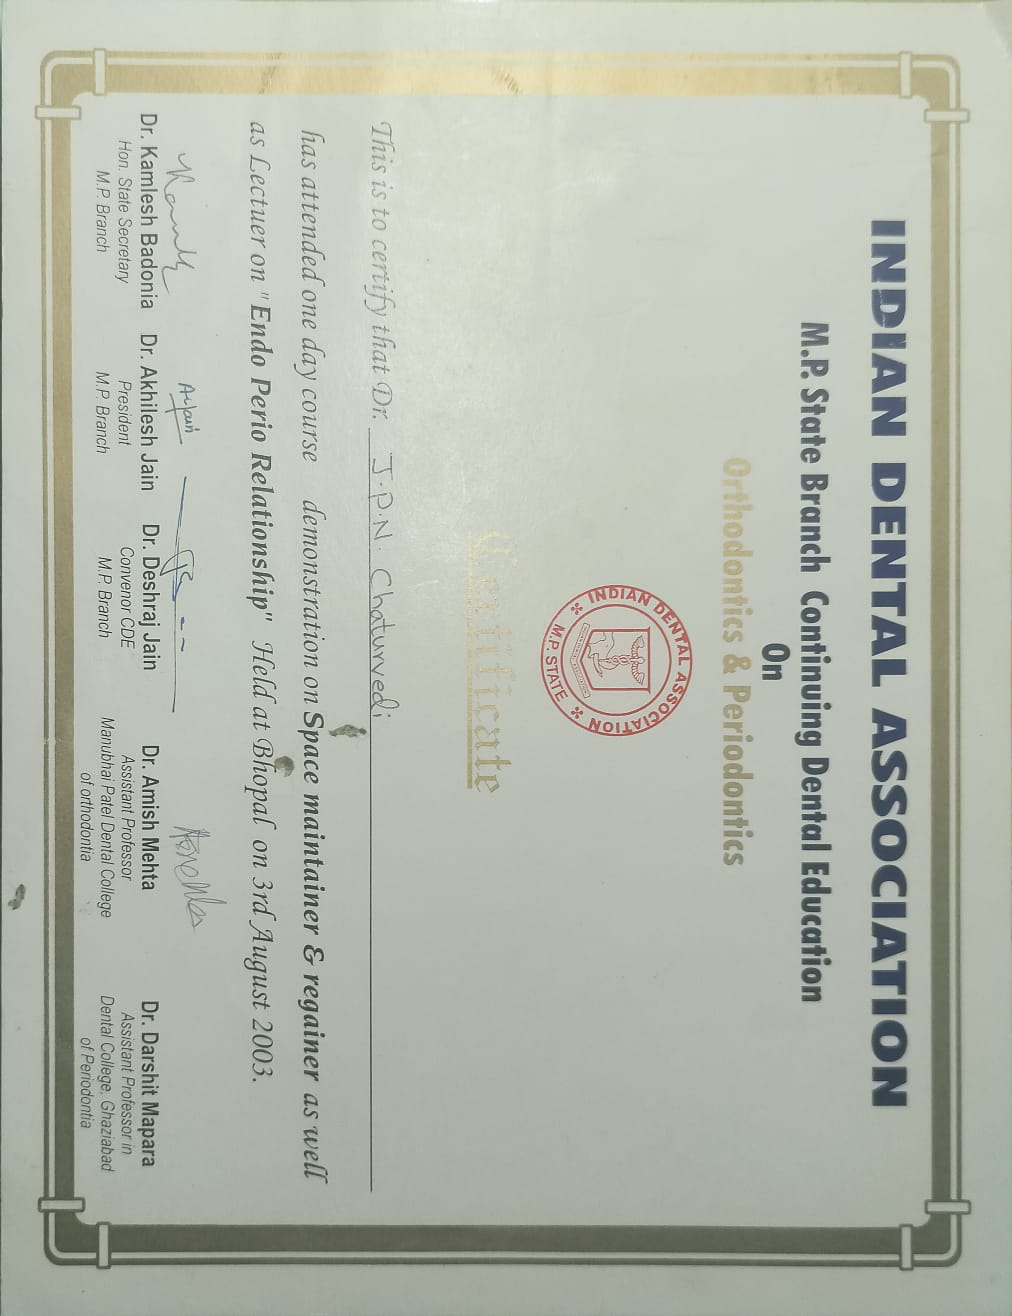 INDIAN DENTAL ASSOCIATION
M.P. State Branch Continuing Dental Education
On
Orthodontics & Periodontics
INDIAN DENTAL ASSOCIATION
M.P. STATE
Certificate
This is to certify that Dr. J.P.N. Chaturvedi
has attended one day course demonstration on Space maintainer & regainer as well
as Lectuer on "Endo Perio Relationship" Held at Bhopal on 3rd August 2003.
Dr. Kamlesh Badonia
Hon. State Secretary
M.P. Branch
Dr. Akhilesh Jain
President
M.P. Branch
Dr. Deshraj Jain
Convenor CDE
M.P. Branch
Dr. Amish Mehta
Assistant Professor
Manubhai Patel Dental College
of orthodontia
Dr. Darshit Mapara
Assistant Professor in
Dental College, Ghaziabad
of Periodontia